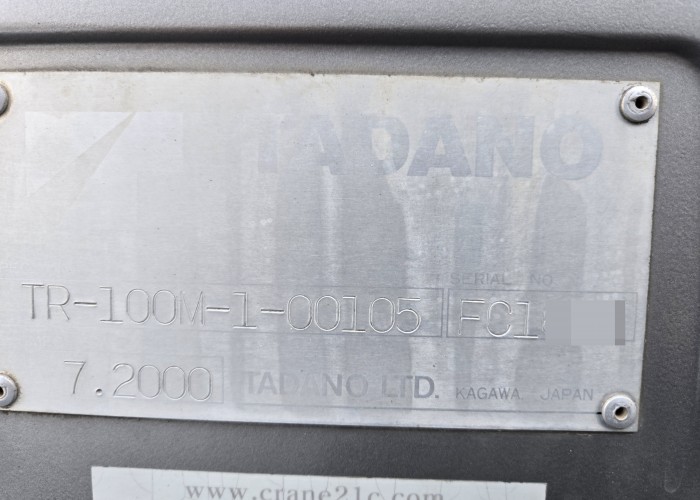 TADANO
SERIAL NO
TR-100M-1-00105 FC1
7.2000 TADANO LTD. KAGAWA JAPAN
www.crane21c.com